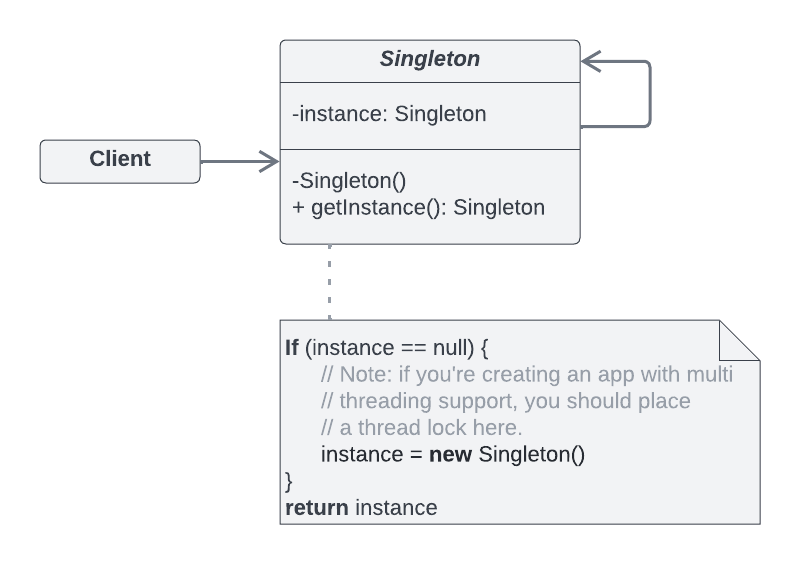 Singleton
-instance: Singleton
Client
-Singleton()
+ getInstance(): Singleton
If (instance == null) {
// Note: if you're creating an app with multi
// threading support, you should place
// a thread lock here.
instance = new Singleton()
}
return instance